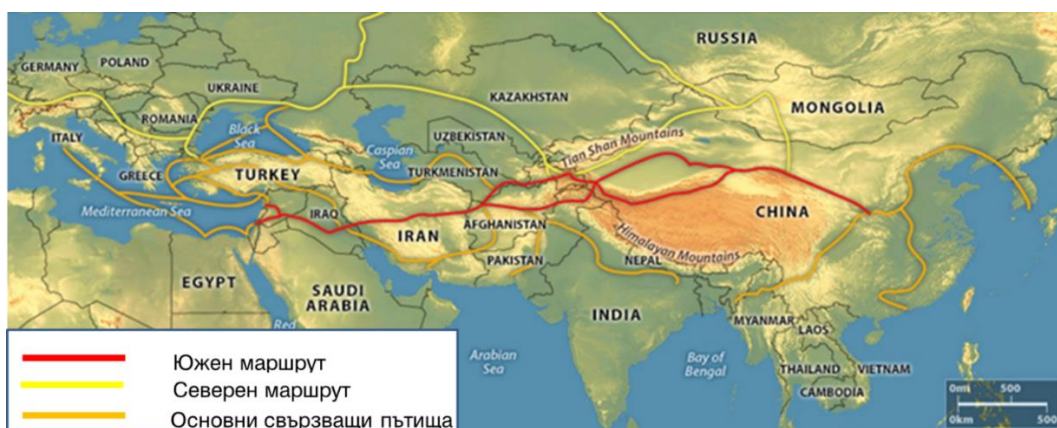 RUSSIA
GERMANY
POLAND
UKRAINE
KAZAKHSTAN
MONGOLIA
ROMANIA
ITALY
Black
Sea
Caspian
Sea
UZBEKISTAN
Tian Shan Mountains
GREECE
TURKEY
TURKMENISTAN
Mediterranean Sea
IRAQ
IRAN
AFGHANISTAN
CHINA
Himalayan Mountains
PAKISTAN
NEPAL
EGYPT
SAUDI
ARABIA
Red
INDIA
MYANMAR
LAOS
Arabian
Sea
Bay of
Bengal
THAILAND
VIETNAM
CAMBODIA
Южен маршрут
Северен маршрут
Основни свързващи пътища
0mi 500
0km 500